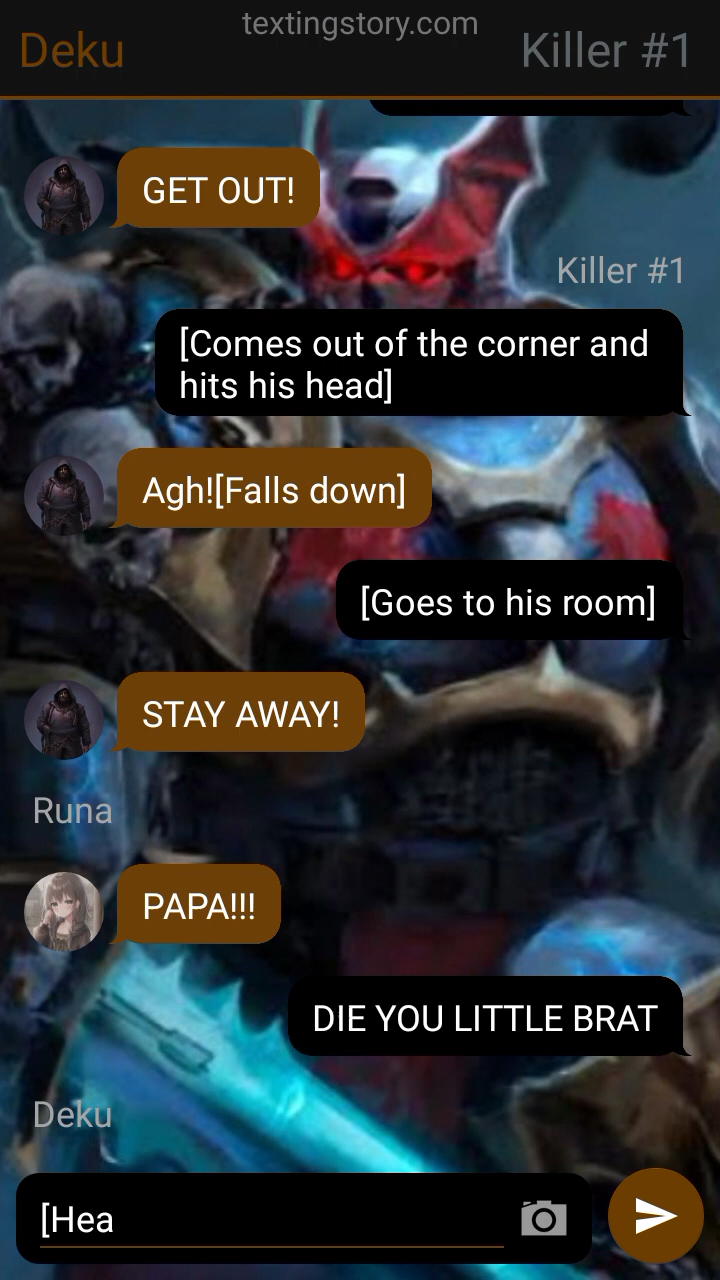 textingstory.com
Deku
Killer #1
GET OUT!
Killer #1
[Comes out of the corner and
hits his head]
Agh![Falls down]
[Goes to his room]
STAY AWAY!
Runa
PAPA!!!
DIE YOU LITTLE BRAT
Deku
[Hea